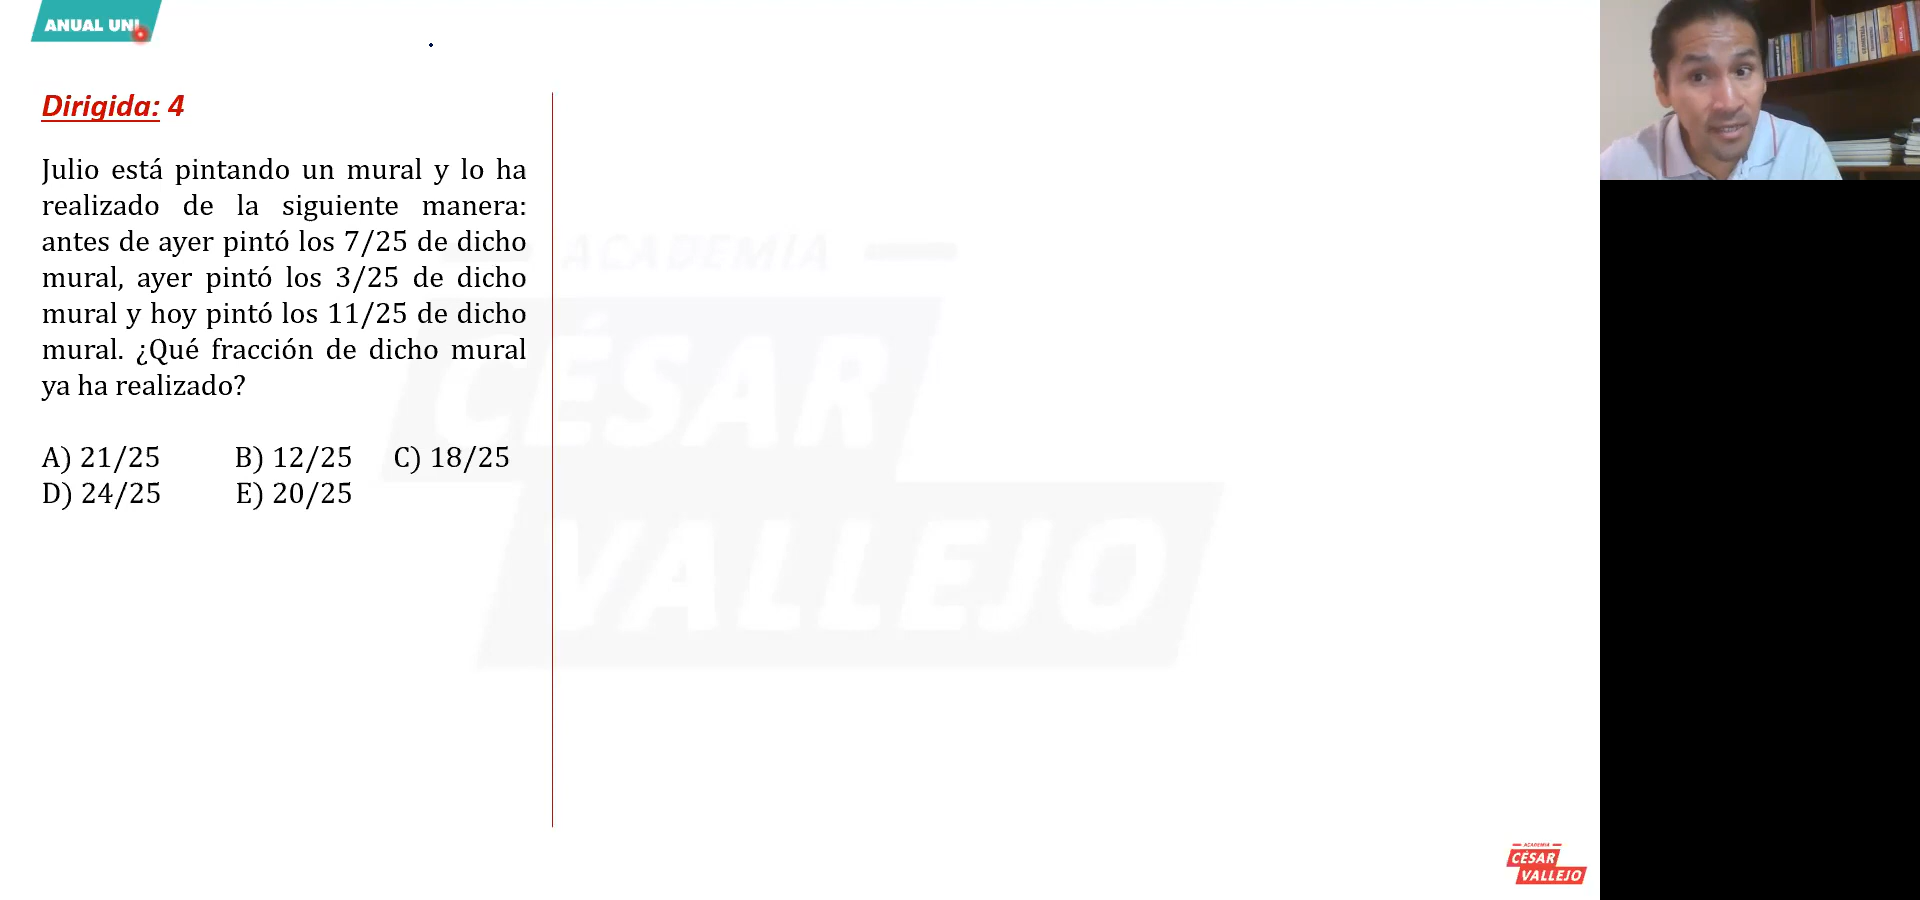 ANUAL UNI
Dirigida: 4
Julio está pintando un mural y lo ha
realizado de la siguiente manera:
antes de ayer pintó los 7/25 de dicho
mural, ayer pintó los 3/25 de dicho
mural y hoy pintó los 11/25 de dicho
mural. ¿Qué fracción de dicho mural
ya ha realizado?
A) 21/25 B) 12/25 C) 18/25
D) 24/25 E) 20/25
ACADEMIA
CÉSAR
VALLEJO
ACADEMIA
CÉSAR
VALLEJO